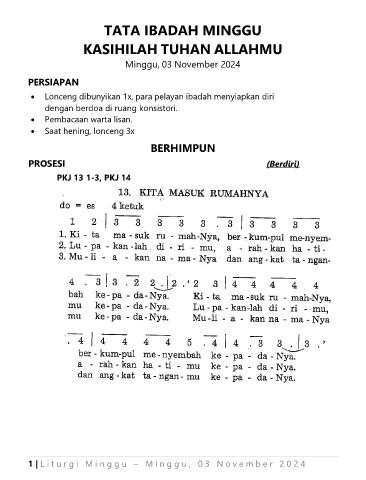 TATA IBADAH MINGGU
KASIHILAH TUHAN ALLAHMU
Minggu, 03 November 2024
PERSIAPAN
• Lonceng dibunyikan 1x, para pelayan ibadah menyiapkan diri
dengan berdoa di ruang konsistori.
• Pembacaan warta lisan.
• Saat hening, lonceng 3x
BERHIMPUN
PROSESI (Berdiri)
PKJ 13 1-3, PKJ 14
13. KITA MASUK RUMAHNYA
do = es 4 ketuk
1 2 | 3 3 3 3 . 3 | 3 3 3 3
1. Ki - ta ma - suk ru - mah-Nya, ber - kum-pul me-nyem-
2. Lu - pa - kan-lah di - ri - mu, a - rah - kan ha - ti -
3. Mu - li - a - kan na - ma - Nya dan ang - kat ta - ngan-
4 . 3 | 3 . 2 2 . | 2 . ' 2 3 | 4 4 4 4
bah ke - pa - da - Nya. Ki - ta ma - suk ru - mah-Nya,
mu ke - pa - da - Nya. Lu - pa - kan-lah di - ri - mu,
mu ke - pa - da - Nya. Mu - li - a - kan na - ma - Nya
. 4 | 4 4 4 5 . 4 | 4 . 3 3 . | 3 . '
ber - kum-pul me - nyembah ke - pa - da - Nya.
a - rah - kan ha - ti - mu ke - pa - da - Nya.
dan ang - kat ta - ngan - mu ke - pa - da - Nya.
1 | Liturgi Minggu – Minggu, 03 November 2024